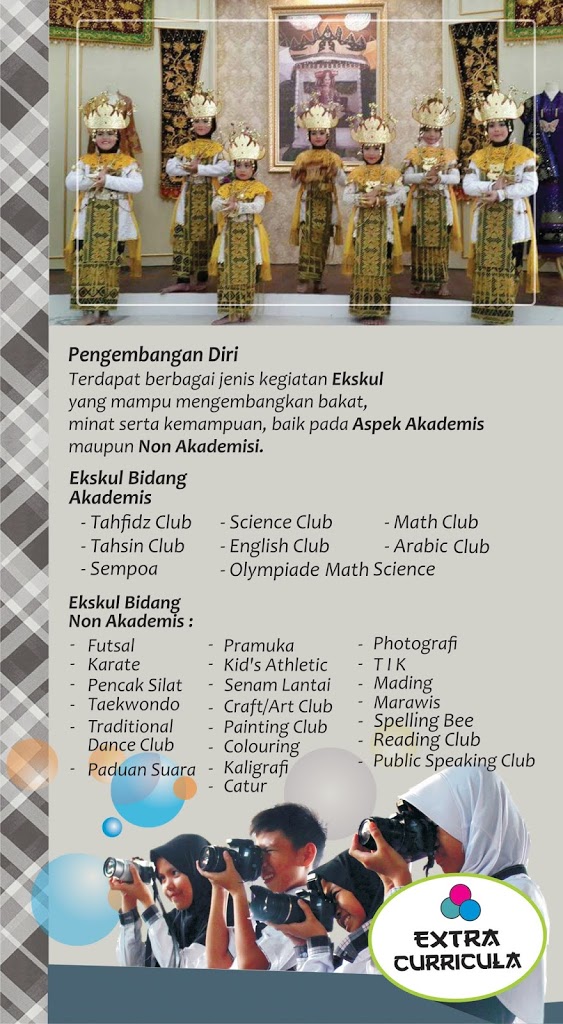 Pengembangan Diri
Terdapat berbagai jenis kegiatan Ekskul
yang mampu mengembangkan bakat,
minat serta kemampuan, baik pada Aspek Akademis
maupun Non Akademisi.
Ekskul Bidang
Akademis
- Tahfidz Club - Science Club - Math Club
- Tahsin Club - English Club - Arabic Club
- Sempoa - Olympiade Math Science
Ekskul Bidang
Non Akademis :
- Futsal
- Karate
- Pencak Silat
- Taekwondo
- Traditional
Dance Club
- Paduan Suara
- Pramuka
- Kid's Athletic
- Senam Lantai
- Craft/Art Club
- Painting Club
- Colouring
- Kaligrafi
- Catur
- Photografi
- T I K
- Mading
- Marawis
- Spelling Bee
- Reading Club
- Public Speaking Club
EXTRA
CURRICULA